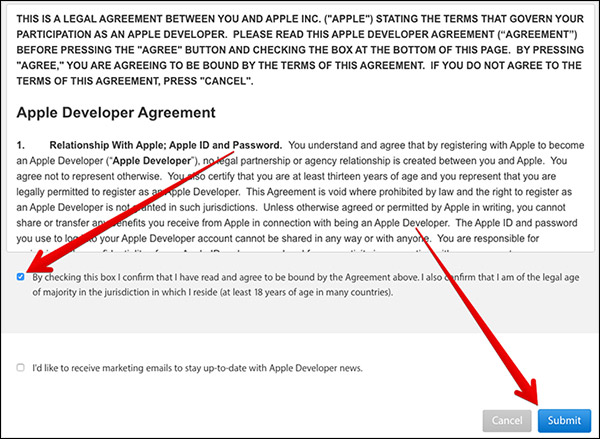 THIS IS A LEGAL AGREEMENT BETWEEN YOU AND APPLE INC. ("APPLE") STATING THE TERMS THAT GOVERN YOUR
PARTICIPATION AS AN APPLE DEVELOPER. PLEASE READ THIS APPLE DEVELOPER AGREEMENT (“AGREEMENT”)
BEFORE PRESSING THE "AGREE" BUTTON AND CHECKING THE BOX AT THE BOTTOM OF THIS PAGE. BY PRESSING
"AGREE," YOU ARE AGREEING TO BE BOUND BY THE TERMS OF THIS AGREEMENT. IF YOU DO NOT AGREE TO THE
TERMS OF THIS AGREEMENT, PRESS "CANCEL".
Apple Developer Agreement
1. Relationship With Apple; Apple ID and Password. You understand and agree that by registering with Apple to become
an Apple Developer (“Apple Developer”), no legal partnership or agency relationship is created between you and Apple. You
agree not to represent otherwise. You also certify that you are at least thirteen years of age and you represent that you are
legally permitted to register as an Apple Developer. This Agreement is void where prohibited by law and the right to register as
an Apple Developer is not granted in such jurisdictions. Unless otherwise agreed or permitted by Apple in writing, you cannot
share or transfer any benefits you receive from Apple in connection with being an Apple Developer. The Apple ID and password
you use to log into your Apple Developer account cannot be shared in any way or with anyone. You are responsible for
By checking this box I confirm that I have read and agree to be bound by the Agreement above. I also confirm that I am of the legal age
of majority in the jurisdiction in which I reside (at least 18 years of age in many countries).
I'd like to receive marketing emails to stay up-to-date with Apple Developer news.
Cancel Submit